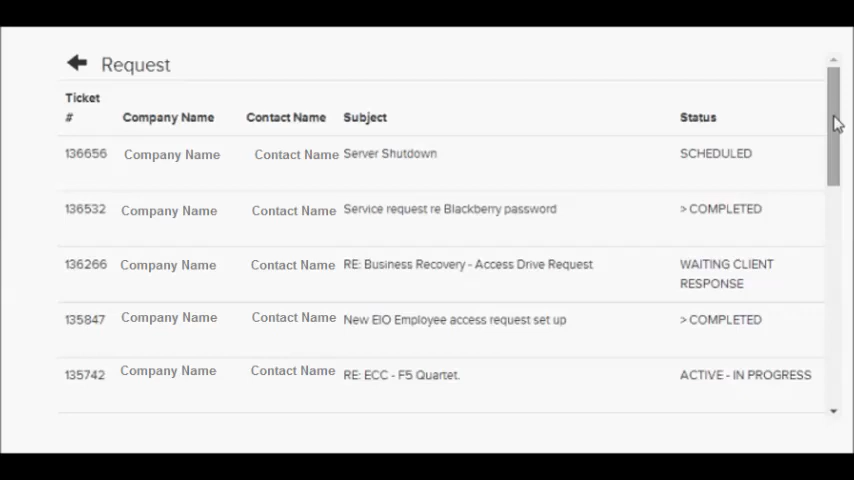 Request
Ticket
# Company Name Contact Name Subject Status
136656 Company Name Contact Name Server Shutdown SCHEDULED
136532 Company Name Contact Name Service request re Blackberry password > COMPLETED
136266 Company Name Contact Name RE: Business Recovery - Access Drive Request WAITING CLIENT
RESPONSE
135847 Company Name Contact Name New EIO Employee access request set up > COMPLETED
135742 Company Name Contact Name RE: ECC - F5 Quartet. ACTIVE - IN PROGRESS